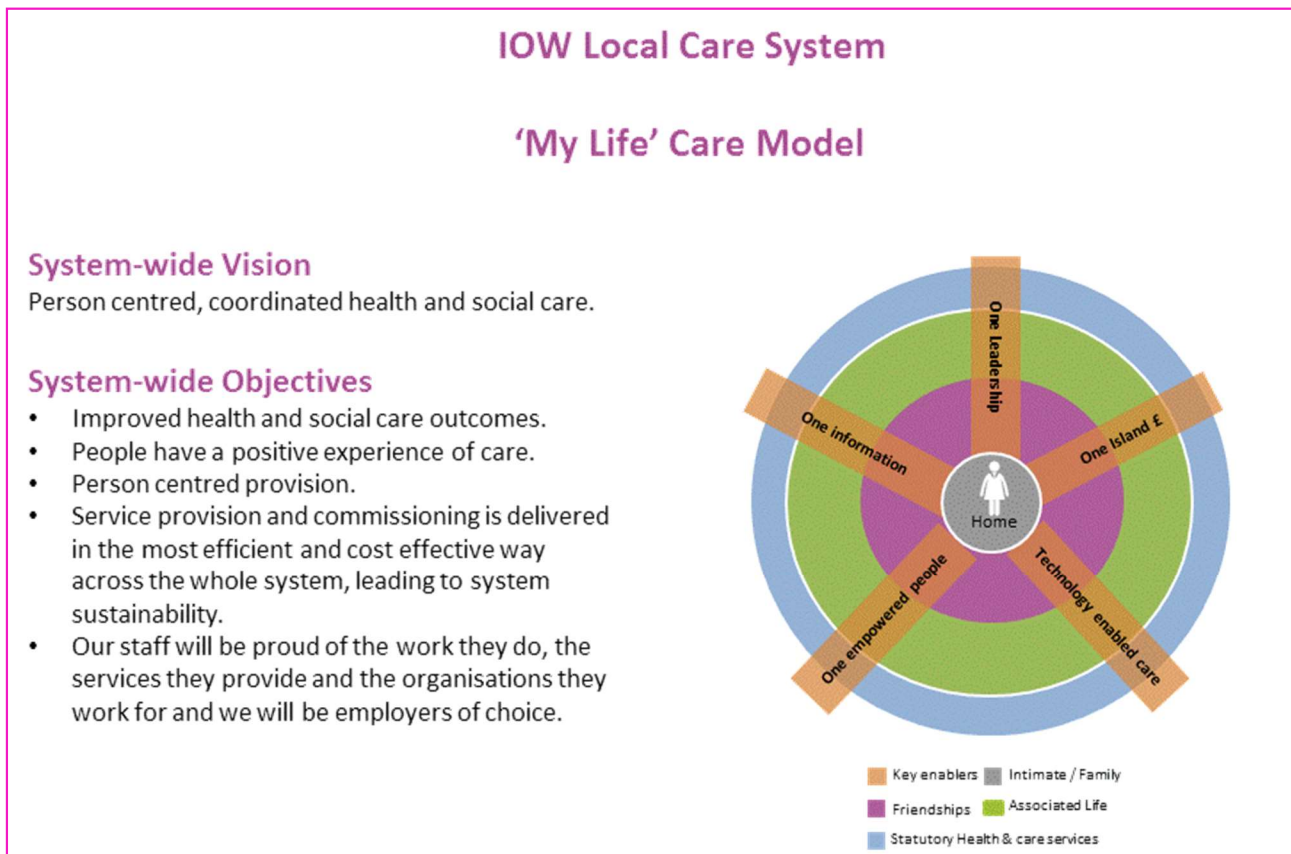 IOW Local Care System
‘My Life’ Care Model
System-wide Vision
Person centred, coordinated health and social care.
System-wide Objectives
• Improved health and social care outcomes.
• People have a positive experience of care.
• Person centred provision.
• Service provision and commissioning is delivered
in the most efficient and cost effective way
across the whole system, leading to system
sustainability.
• Our staff will be proud of the work they do, the
services they provide and the organisations they
work for and we will be employers of choice.
One Leadership
One information
One Island £
Home
One empowered people
Technology enabled care
Key enablers
Intimate / Family
Friendships
Associated Life
Statutory Health & care services